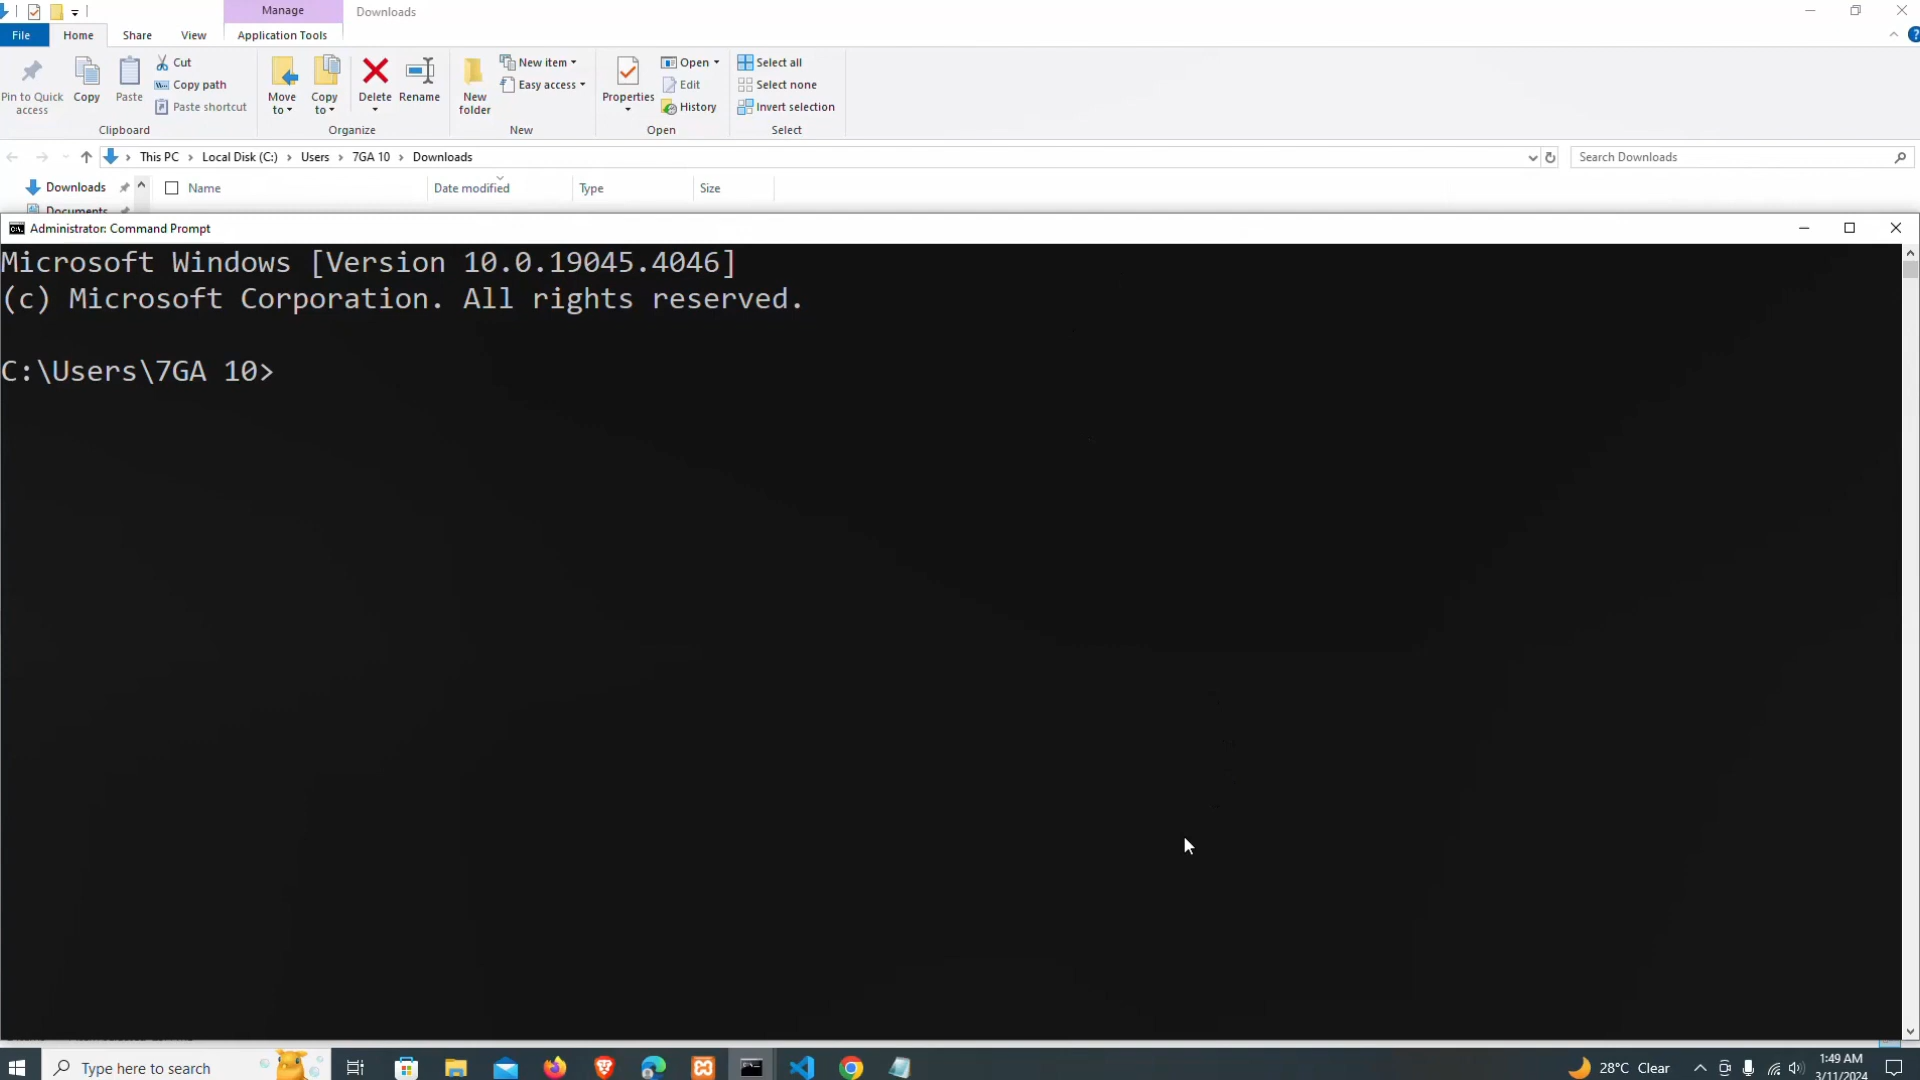 Manage Downloads
File Home Share View Application Tools
Pin to Quick access
Copy
Paste
Cut
Copy path
Paste shortcut
Clipboard
Move to
Copy to
Delete
Rename
Organize
New folder
New item
Easy access
New
Properties
Open
Edit
History
Open
Select all
Select none
Invert selection
Select
This PC > Local Disk (C:) > Users > 7GA 10 > Downloads
Search Downloads
Downloads
Documents
Name Date modified Type Size
Administrator: Command Prompt
Microsoft Windows [Version 10.0.19045.4046]
(c) Microsoft Corporation. All rights reserved.
C:\Users\7GA 10>
Type here to search
28°C Clear
1:49 AM
3/11/2024